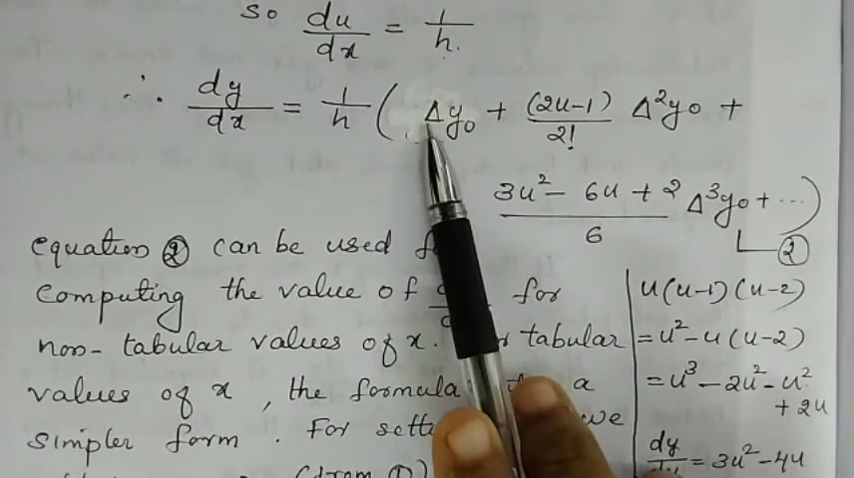 so du/dx = 1/h.
∴ dy/dx = 1/h ( Δy₀ + (2u-1)/2! Δ²y₀ +
3u² - 6u + 2 / 6 Δ³y₀ + ...)
②
equation ② can be used
computing the value of for
non-tabular values of x. tabular
values of x, the formula a
simpler form. For we
(from ①)
u(u-1)(u-2)
= u² - u (u-2)
= u³ - 2u² - u²
+ 2u
dy
= 3u² - 4u